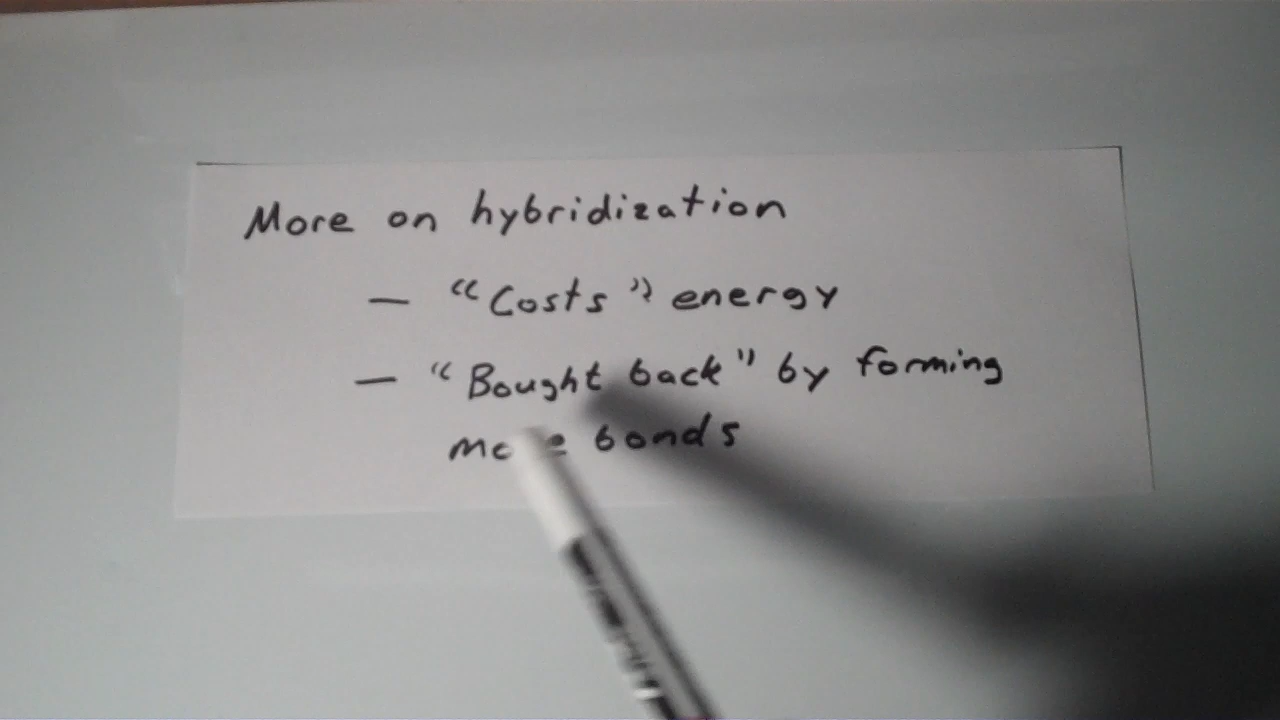 More on hybridization
— “Costs” energy
— “Bought back” by forming
bonds